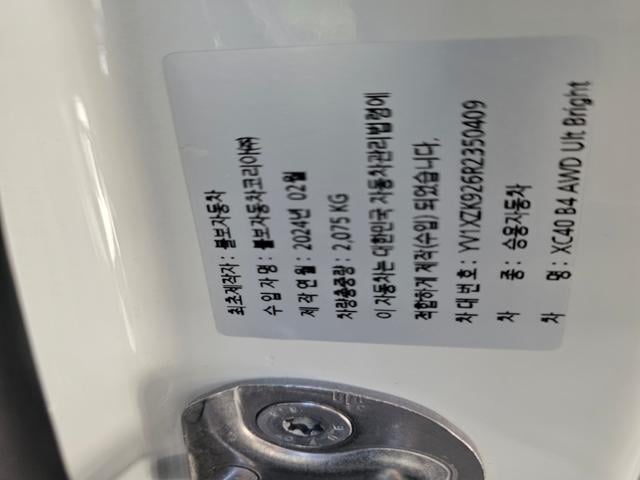 최초제작자 : 볼보자동차
수입자명 : 볼보자동차코리아㈜
제작연월 : 2024년 02월
차량총중량 : 2,075 KG
이 자동차는 대한민국 자동차관리법령에
적합하게 제작(수입) 되었습니다.
차대번호 : YV1XZK926R2350409
차 종 : 승용자동차
차 명 : XC40 B4 AWD Ult Bright